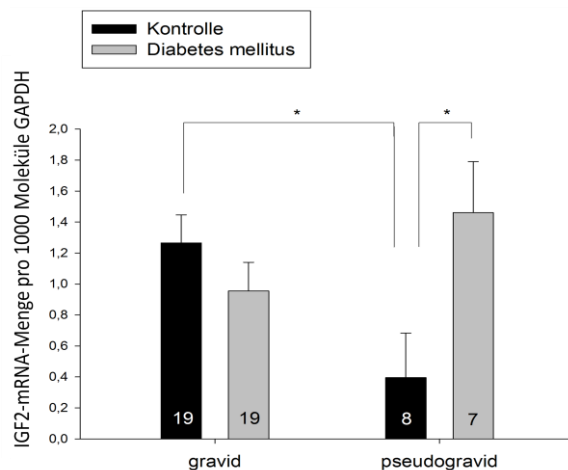 Kontrolle
Diabetes mellitus
IGF2-mRNA-Menge pro 1000 Moleküle GAPDH
* *
2,0
1,8
1,6
1,4
1,2
1,0
0,8
0,6
0,4
0,2
0,0
19 19 8 7
gravid pseudogravid